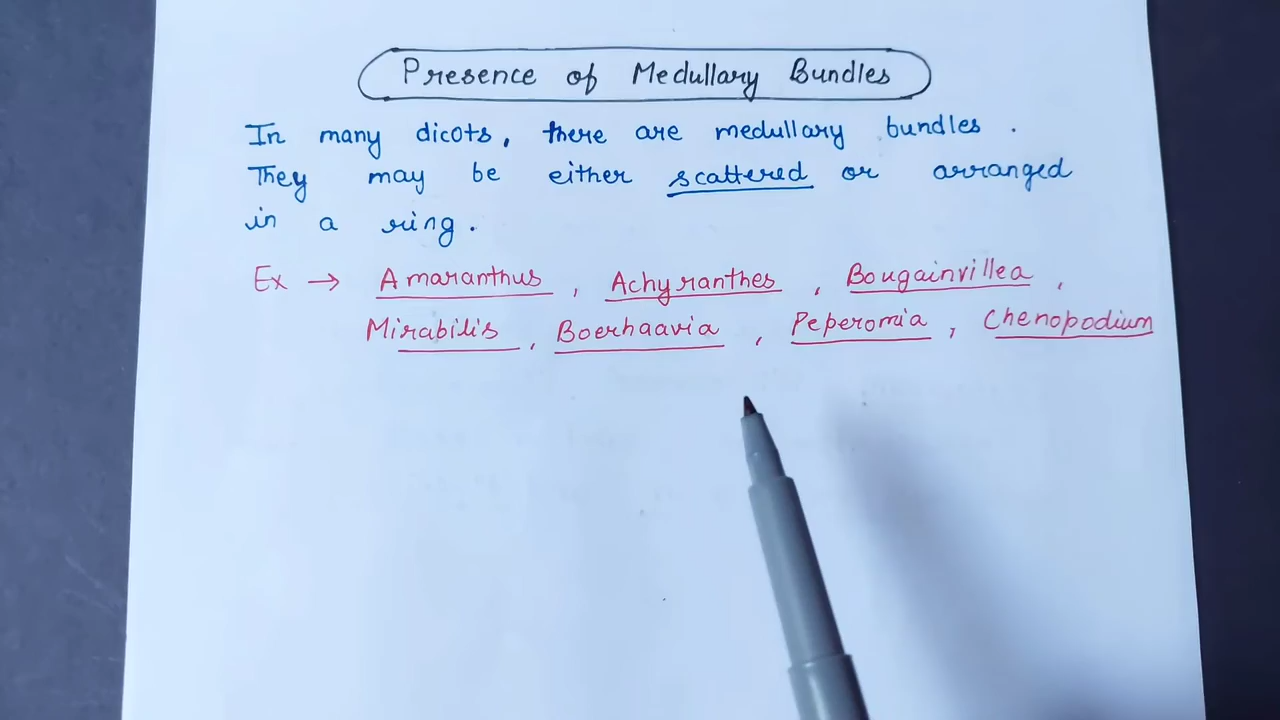 Presence of Medullary Bundles
In many dicots, there are medullary bundles.
They may be either scattered or arranged
in a ring.
Ex → Amaranthus, Achyranthes, Bougainvillea,
Mirabilis, Boerhaavia, Peperomia, Chenopodium